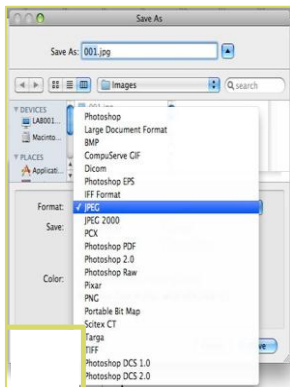 Save As
Save As: 001.jpg
Images
search
DEVICES
LAB001...
Macinto...
PLACES
Applicati...
001.jpg
Format:
Save:
Color:
Photoshop
Large Document Format
BMP
CompuServe GIF
Dicom
Photoshop EPS
IFF Format
✓ JPEG
JPEG 2000
PCX
Photoshop PDF
Photoshop 2.0
Photoshop Raw
Pixar
PNG
Portable Bit Map
Scitex CT
Targa
TIFF
Photoshop DCS 1.0
Photoshop DCS 2.0